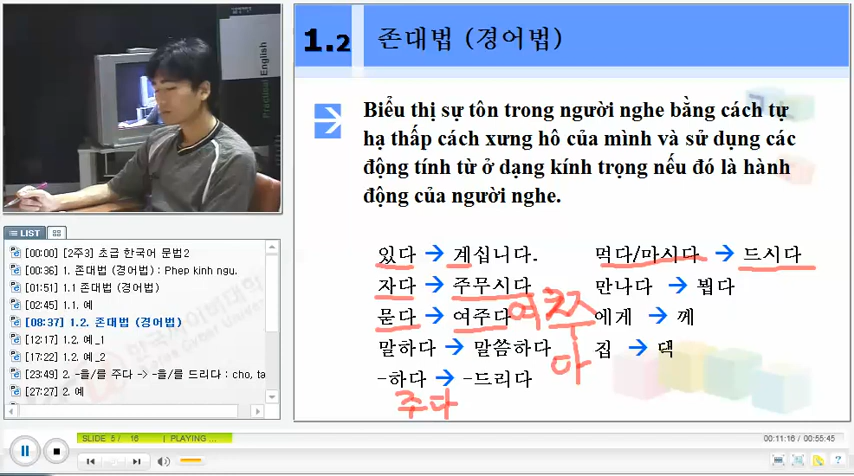 Practical English
1.2 존대법 (경어법)
Biểu thị sự tôn trong người nghe bằng cách tự
hạ thấp cách xưng hô của mình và sử dụng các
động tính từ ở dạng kính trọng nếu đó là hành
động của người nghe.
있다 → 계십니다.
자다 → 주무시다
묻다 → 여주다
말하다 → 말씀하다
-하다 → -드리다
주다
먹다/마시다 → 드시다
만나다 → 뵙다
에게 → 께
집 → 댁
LIST
[00:00] [2주3] 초급 한국어 문법2
[00:36] 1. 존대법 (경어법) : Phep kinh ngu.
[01:51] 1.1 존대법 (경어법)
[02:45] 1.1. 예
[08:37] 1.2. 존대법 (경어법)
[12:17] 1.2. 예_1
[17:22] 1.2. 예_2
[23:49] 2. -을/를 주다 -> -을/를 드리다 : cho, ta
[27:27] 2. 예
SLIDE 5 / 16 | PLAYING ...
00:11:16 / 00:55:45